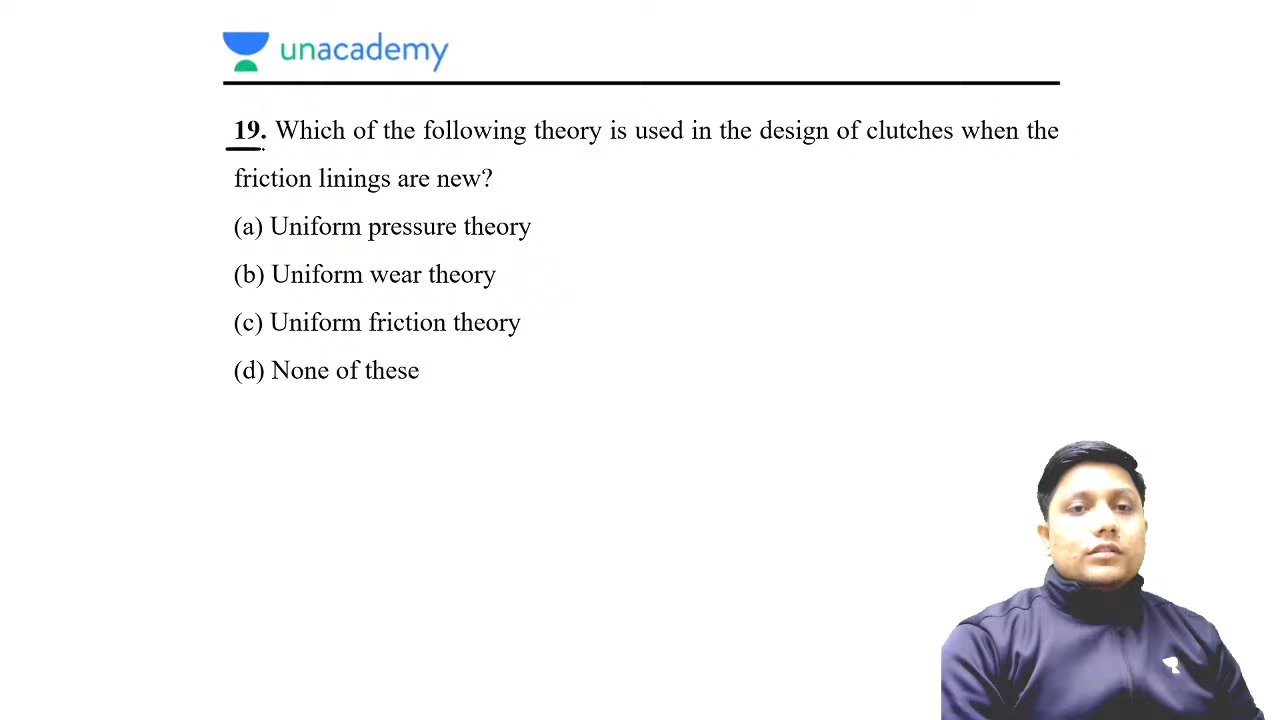 unacademy
19. Which of the following theory is used in the design of clutches when the
friction linings are new?
(a) Uniform pressure theory
(b) Uniform wear theory
(c) Uniform friction theory
(d) None of these